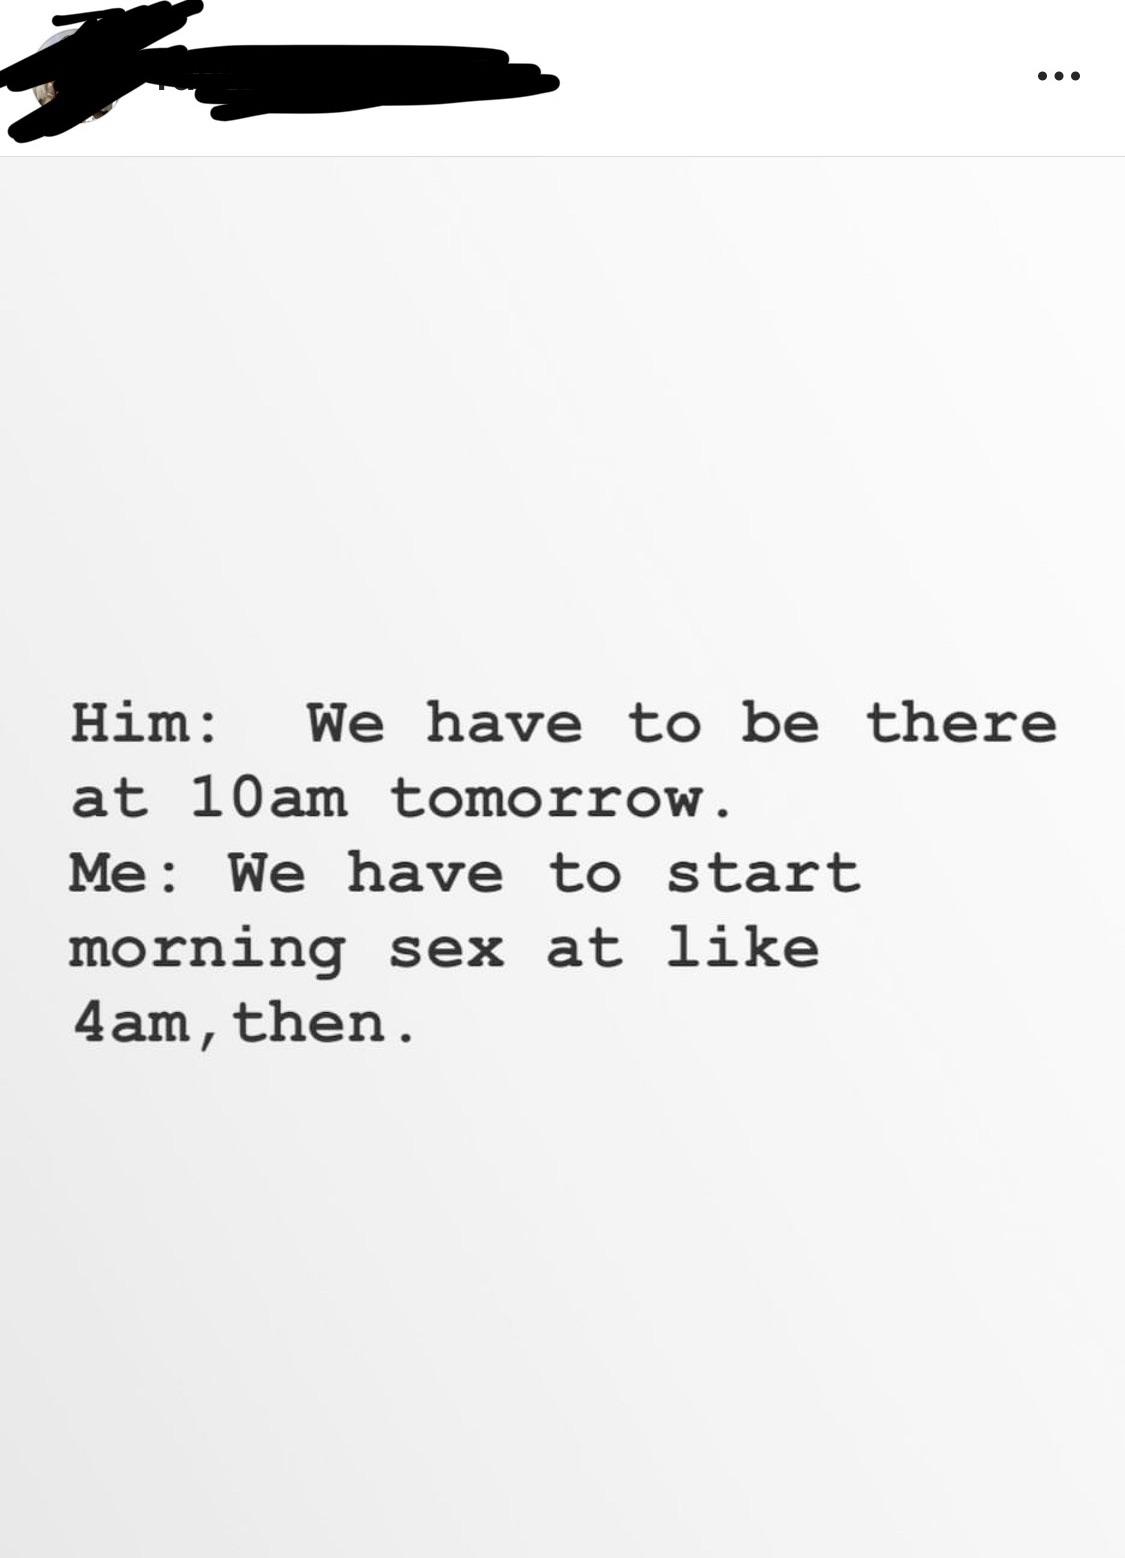 Him:  We have to be there
at 10am tomorrow.
Me: We have to start
morning sex at like
4am,then.